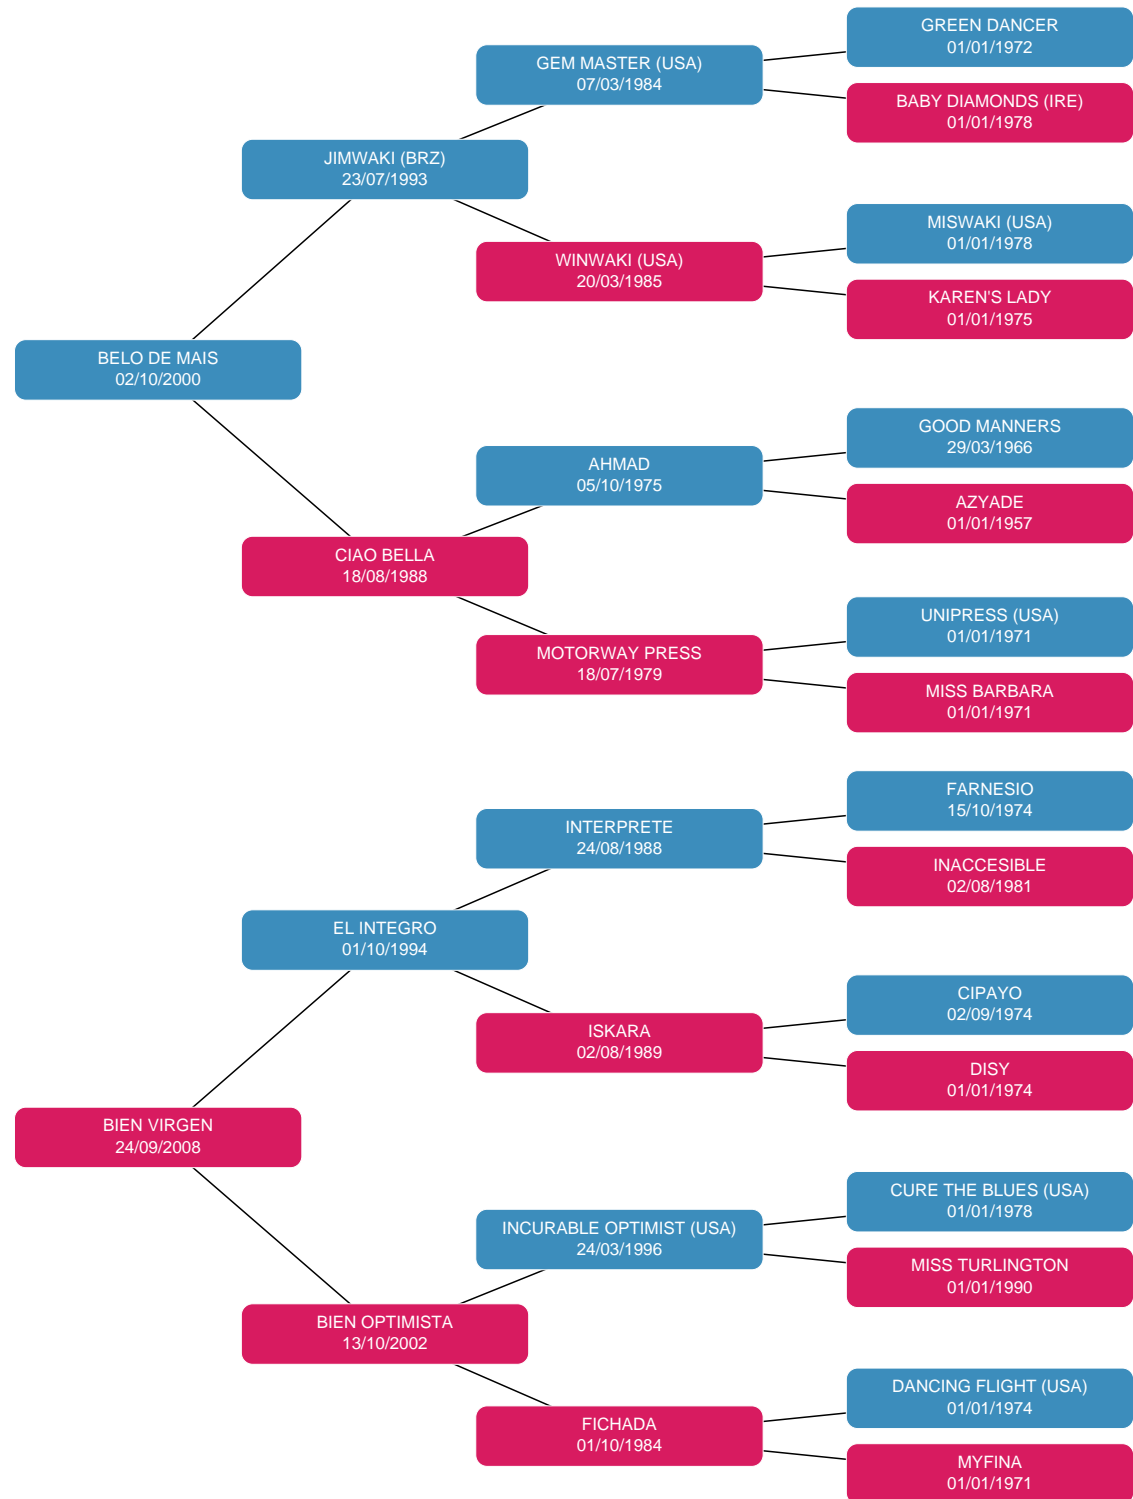 GREEN DANCER
01/01/1972
GEM MASTER (USA)
07/03/1984
BABY DIAMONDS (IRE)
01/01/1978
JIMWAKI (BRZ)
23/07/1993
MISWAKI (USA)
01/01/1978
WINWAKI (USA)
20/03/1985
KAREN'S LADY
01/01/1975
BELO DE MAIS
02/10/2000
GOOD MANNERS
29/03/1966
AHMAD
05/10/1975
AZYADE
01/01/1957
CIAO BELLA
18/08/1988
UNIPRESS (USA)
01/01/1971
MOTORWAY PRESS
18/07/1979
MISS BARBARA
01/01/1971
FARNESIO
15/10/1974
INTERPRETE
24/08/1988
INACCESIBLE
02/08/1981
EL INTEGRO
01/10/1994
CIPAYO
02/09/1974
ISKARA
02/08/1989
DISY
01/01/1974
BIEN VIRGEN
24/09/2008
CURE THE BLUES (USA)
01/01/1978
INCURABLE OPTIMIST (USA)
24/03/1996
MISS TURLINGTON
01/01/1990
BIEN OPTIMISTA
13/10/2002
DANCING FLIGHT (USA)
01/01/1974
FICHADA
01/10/1984
MYFINA
01/01/1971